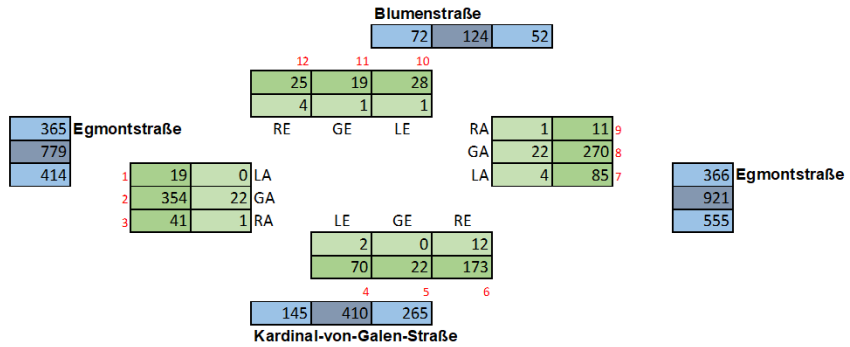 Blumenstraße
72 124 52
12 11 10
25 19 28
4 1 1
RE GE LE
365 Egmontstraße
779
414
RA 1 11 9
GA 22 270 8
LA 4 85 7
1 19 0 LA
2 354 22 GA
3 41 1 RA
366 Egmontstraße
921
555
LE GE RE
2 0 12
70 22 173
4 5 6
145 410 265
Kardinal-von-Galen-Straße